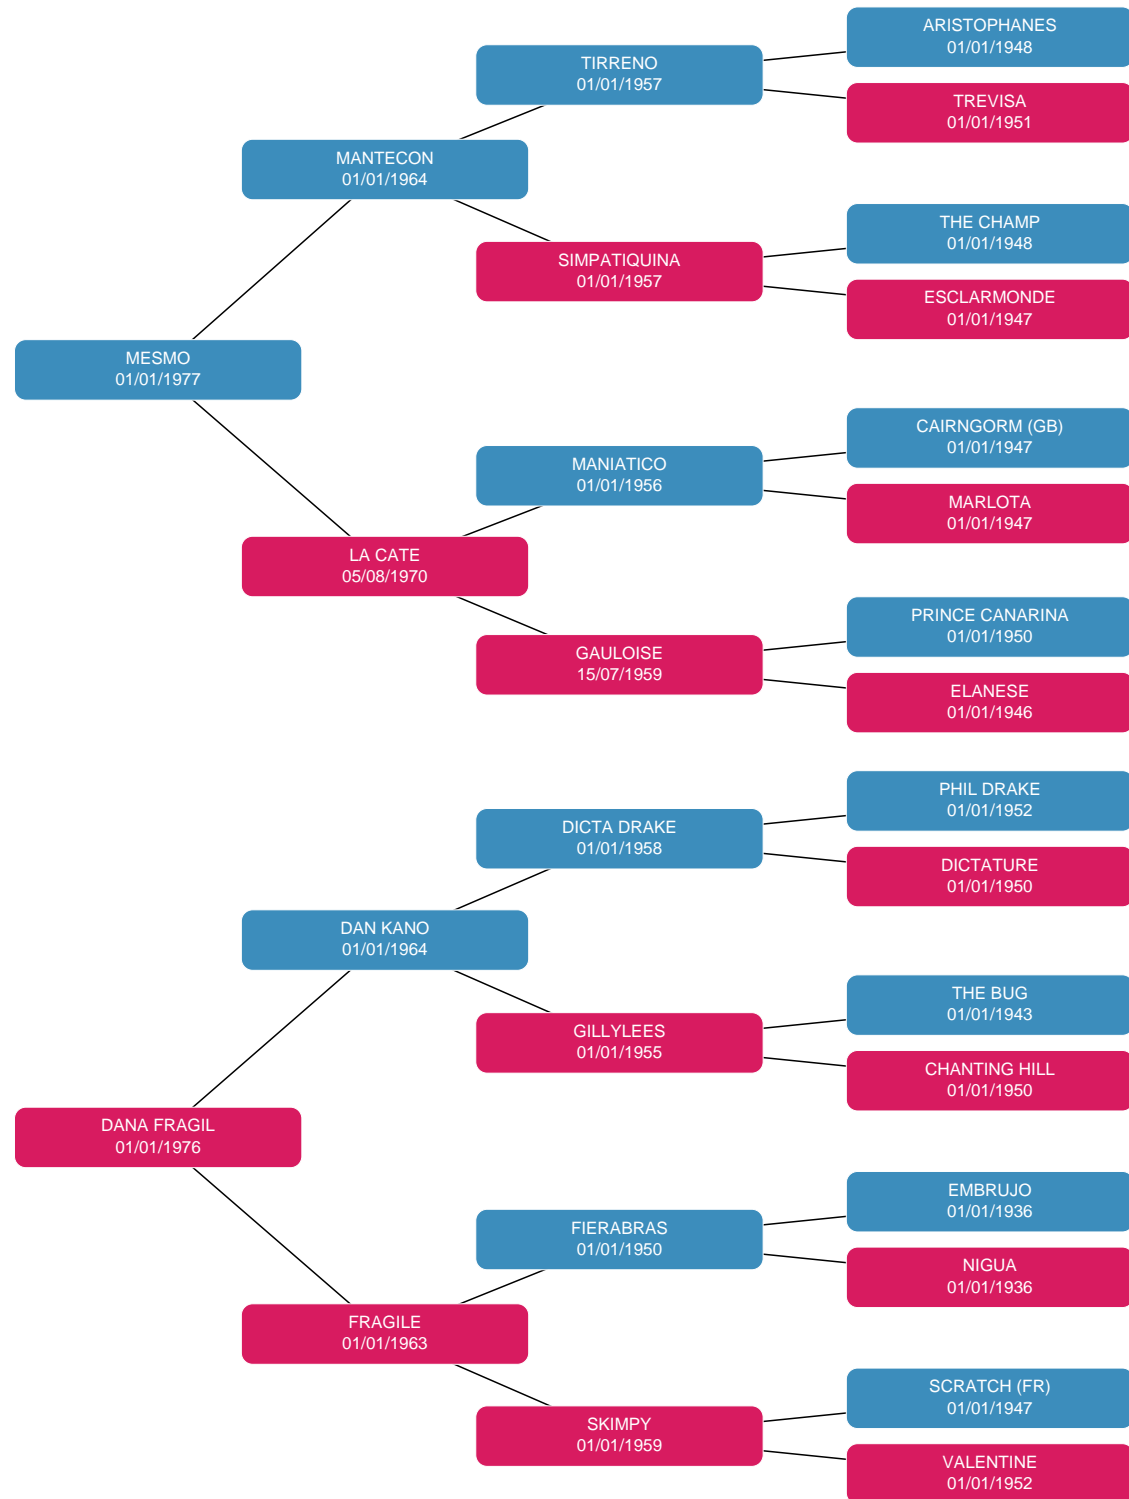 ARISTOPHANES
01/01/1948
TIRRENO
01/01/1957
TREVISA
01/01/1951
MANTECON
01/01/1964
THE CHAMP
01/01/1948
SIMPATIQUINA
01/01/1957
ESCLARMONDE
01/01/1947
MESMO
01/01/1977
CAIRNGORM (GB)
01/01/1947
MANIATICO
01/01/1956
MARLOTA
01/01/1947
LA CATE
05/08/1970
PRINCE CANARINA
01/01/1950
GAULOISE
15/07/1959
ELANESE
01/01/1946
PHIL DRAKE
01/01/1952
DICTA DRAKE
01/01/1958
DICTATURE
01/01/1950
DAN KANO
01/01/1964
THE BUG
01/01/1943
GILLYLEES
01/01/1955
CHANTING HILL
01/01/1950
DANA FRAGIL
01/01/1976
EMBRUJO
01/01/1936
FIERABRAS
01/01/1950
NIGUA
01/01/1936
FRAGILE
01/01/1963
SCRATCH (FR)
01/01/1947
SKIMPY
01/01/1959
VALENTINE
01/01/1952